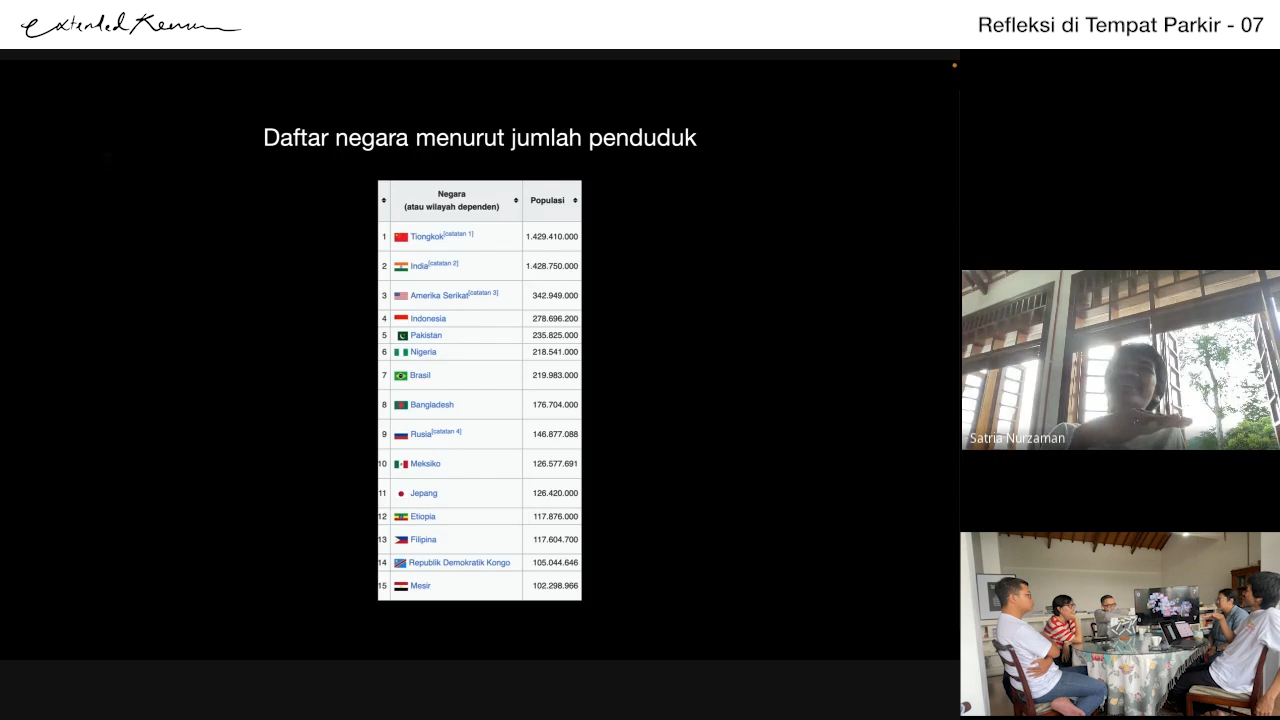 Extended Keenan
Refleksi di Tempat Parkir - 07
Daftar negara menurut jumlah penduduk
Negara
(atau wilayah dependen)
Populasi
1 Tiongkok[catatan 1] 1.429.410.000
2 India[catatan 2] 1.428.750.000
3 Amerika Serikat[catatan 3] 342.949.000
4 Indonesia 278.696.200
5 Pakistan 235.825.000
6 Nigeria 218.541.000
7 Brasil 219.983.000
8 Bangladesh 176.704.000
9 Rusia[catatan 4] 146.877.088
10 Meksiko 126.577.691
11 Jepang 126.420.000
12 Etiopia 117.876.000
13 Filipina 117.604.700
14 Republik Demokratik Kongo 105.044.646
15 Mesir 102.298.966
Satria Nurzaman